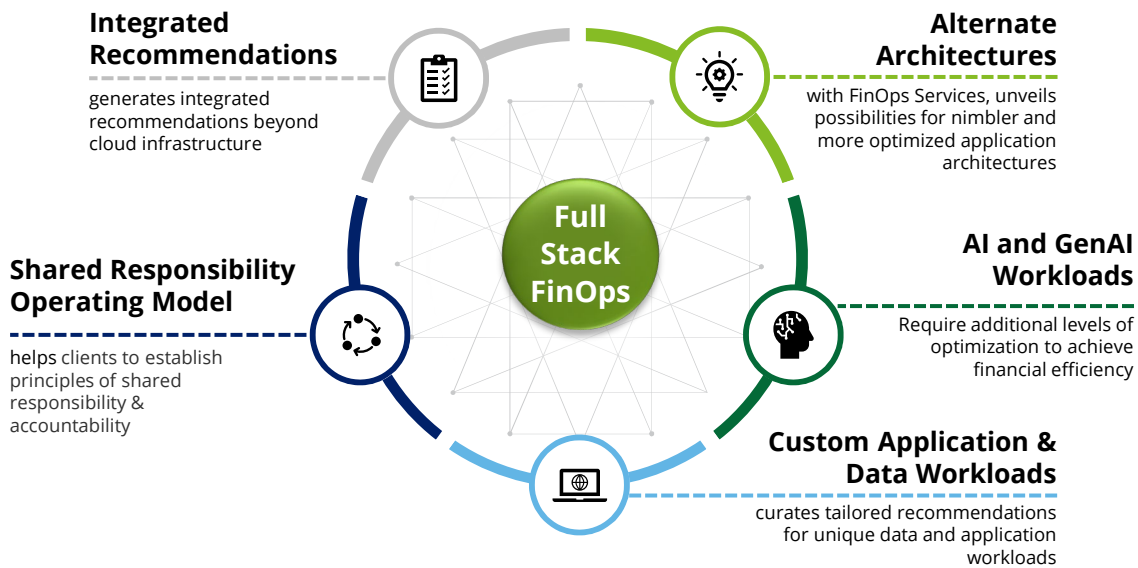 Integrated
Recommendations
generates integrated
recommendations beyond
cloud infrastructure
Alternate
Architectures
with FinOps Services, unveils
possibilities for nimbler and
more optimized application
architectures
Full
Stack
FinOps
Shared Responsibility
Operating Model
helps clients to establish
principles of shared
responsibility &
accountability
AI and GenAI
Workloads
Require additional levels of
optimization to achieve
financial efficiency
Custom Application &
Data Workloads
curates tailored recommendations
for unique data and application
workloads